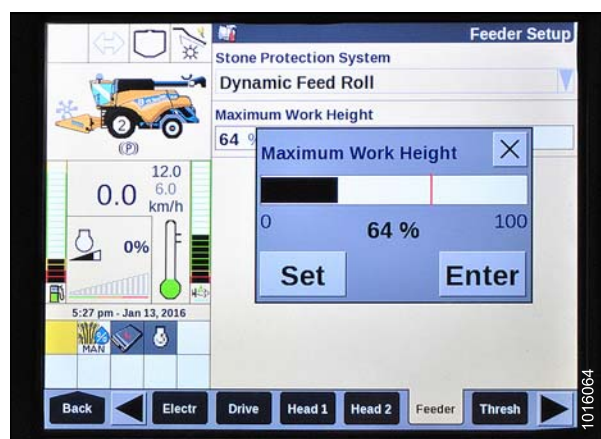 Feeder Setup
Stone Protection System
Dynamic Feed Roll
Maximum Work Height
64 %
Maximum Work Height
0
64 %
100
Set
Enter
2
(P)
0.0
12.0
6.0
km/h
0%
5:27 pm - Jan 13, 2016
%
MAN
Back
Electr
Drive
Head 1
Head 2
Feeder
Thresh
1016064